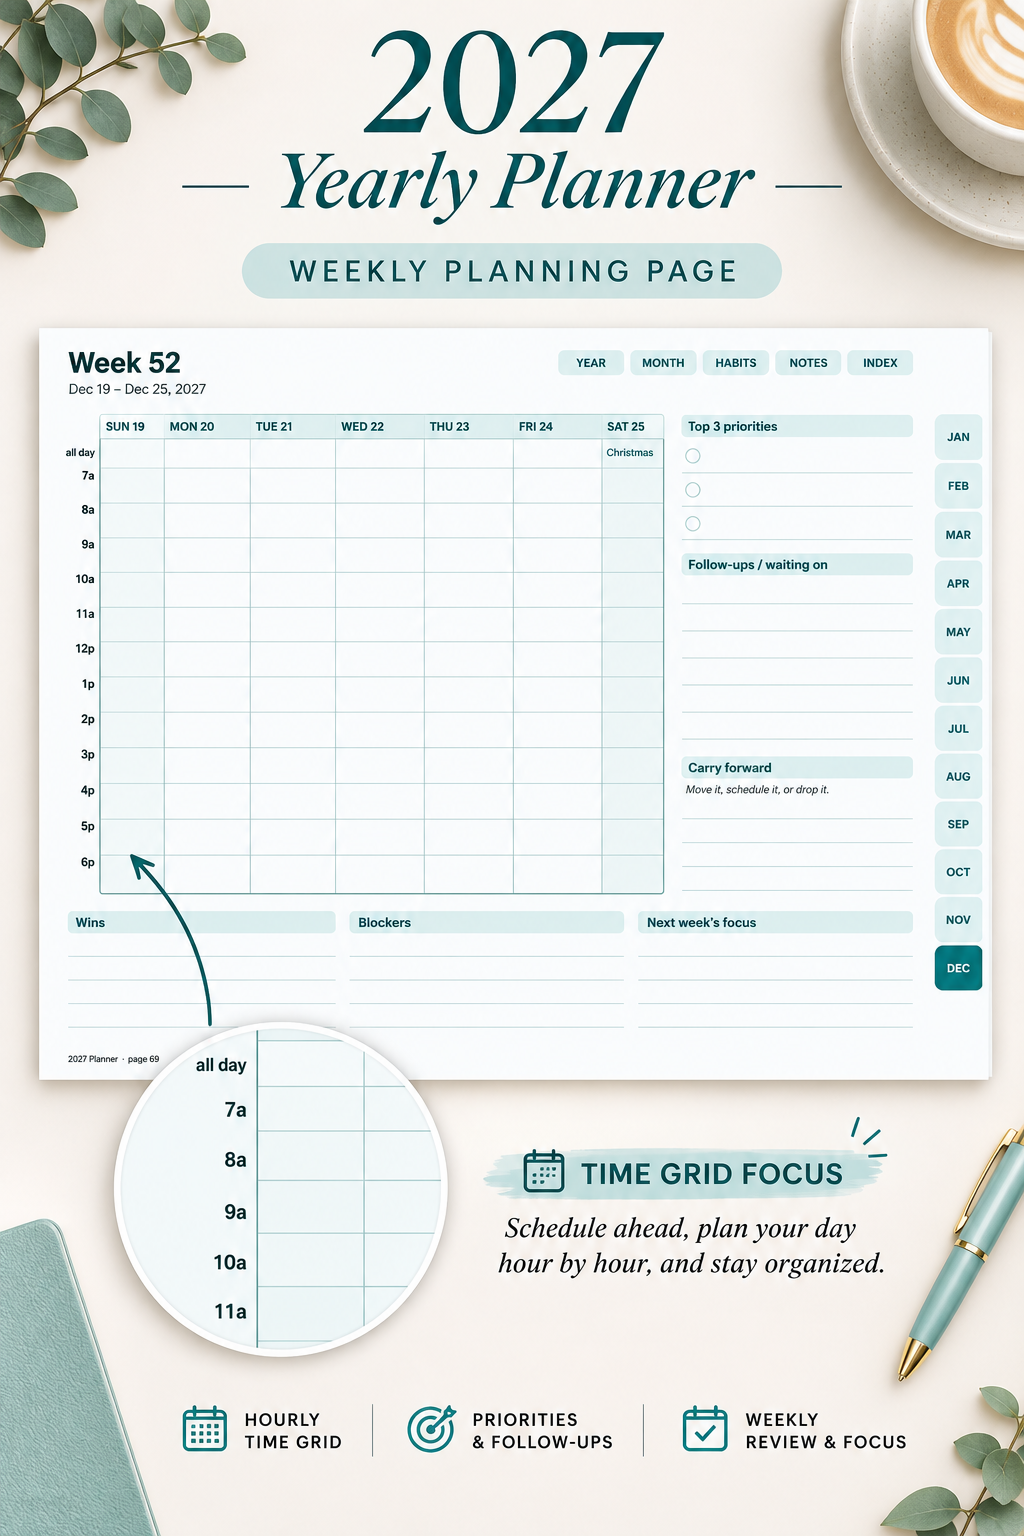 2027
Yearly Planner
WEEKLY PLANNING PAGE
Week 52
Dec 19 – Dec 25, 2027
YEAR MONTH HABITS NOTES INDEX
SUN 19 MON 20 TUE 21 WED 22 THU 23 FRI 24 SAT 25
all day Christmas
7a
8a
9a
10a
11a
12p
1p
2p
3p
4p
5p
6p
Top 3 priorities
Follow-ups / waiting on
Carry forward
Move it, schedule it, or drop it.
JAN
FEB
MAR
APR
MAY
JUN
JUL
AUG
SEP
OCT
NOV
DEC
Wins Blockers Next week's focus
2027 Planner · page 69
all day
7a
8a
9a
10a
11a
TIME GRID FOCUS
Schedule ahead, plan your day
hour by hour, and stay organized.
HOURLY
TIME GRID
PRIORITIES
& FOLLOW-UPS
WEEKLY
REVIEW & FOCUS